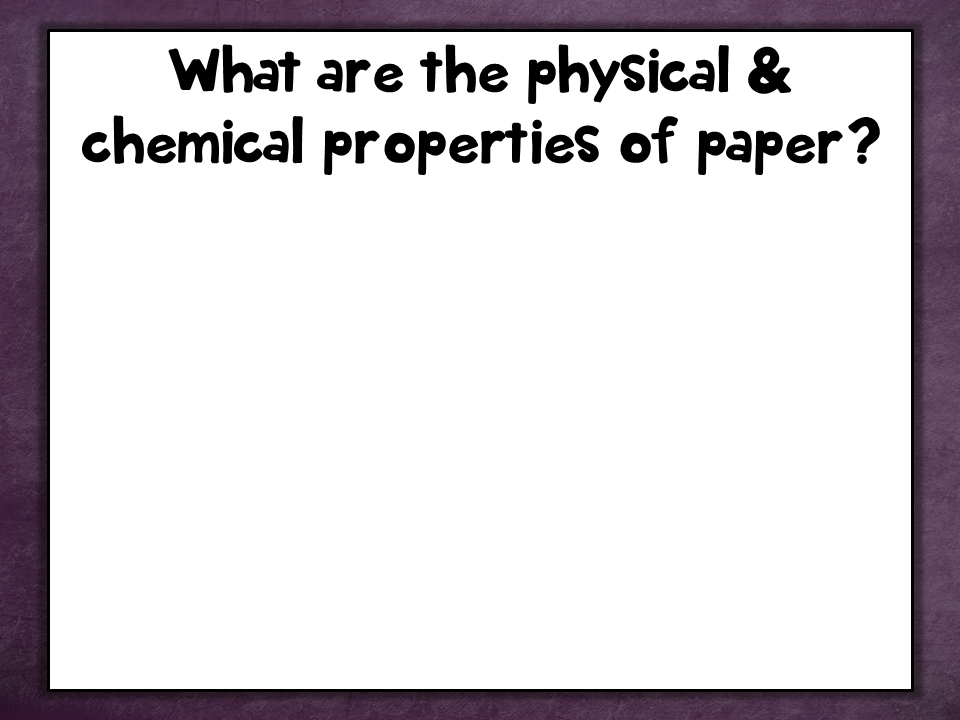 What are the physical &
chemical properties of paper?